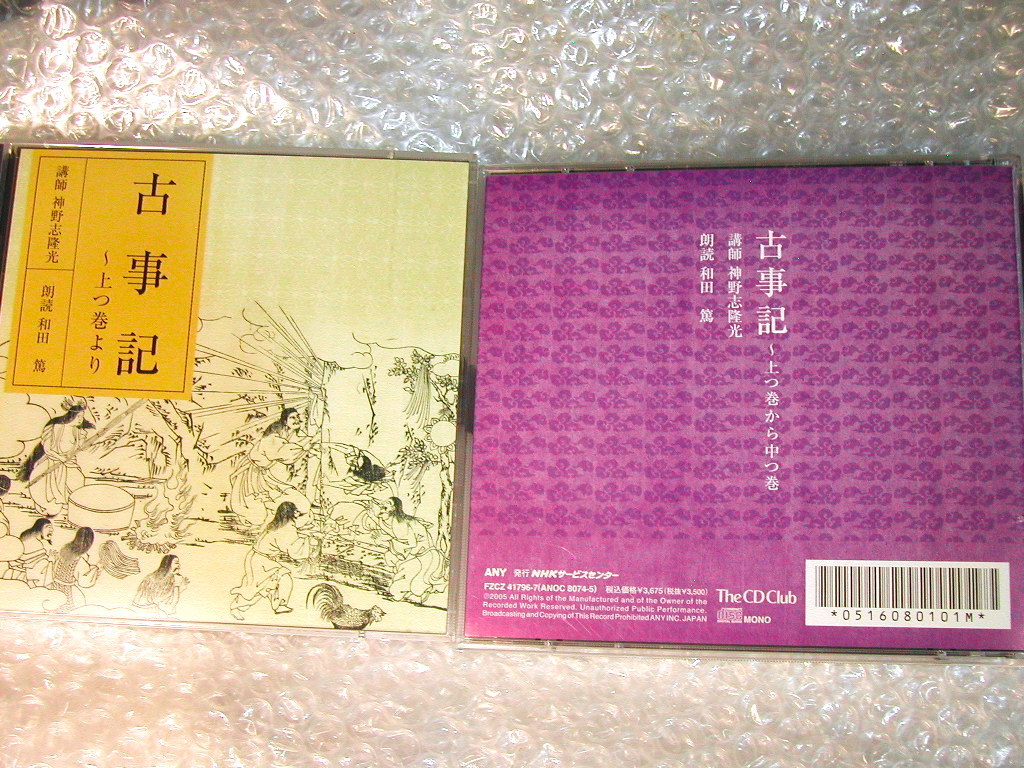 古事記
〜上つ巻より
講師 神野志隆光
朗読 和田 篤
古事記 〜上つ巻から中つ巻
講師 神野志隆光
朗読 和田 篤
ANY 発行 NHKサービスセンター
FZCZ 41796-7(ANOC 8074-5) 税込価格¥3,675(税抜¥3,500)
©2005 All Rights of the Manufactured and of the Owner of the
Recorded Work Reserved. Unauthorized Public Performance.
Broadcasting and Copying of This Record Prohibited ANY INC. JAPAN
The CD Club
MONO
*0516080101M*